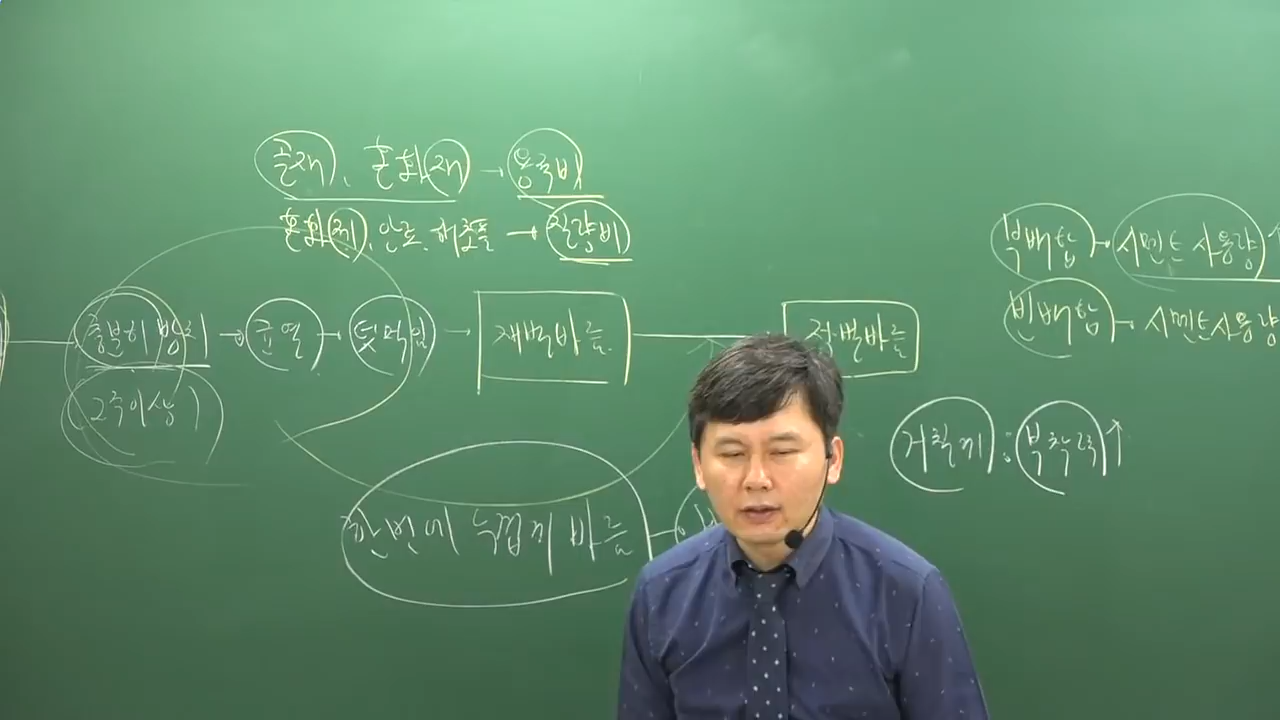 골재, 혼화재 → 용적비
혼화제, 안료, 해초풀 → 질량비
부배합 → 시멘트 사용량 ↑
빈배합 → 시멘트 사용량
충분히 방치 → 균열 → 덧먹임 → 재벌바름 정벌바름
(2주이상)
거칠게 : 부착력↑
한번에 두껍게 바름